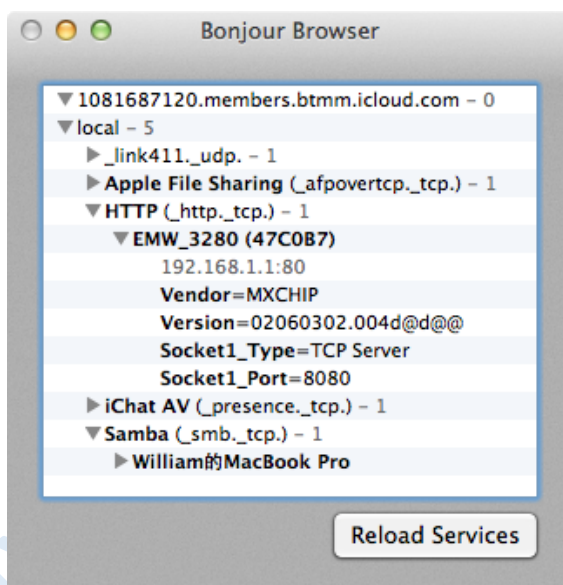 Bonjour Browser
1081687120.members.btmm.icloud.com – 0
local – 5
_link411._udp. – 1
Apple File Sharing (_afpovertcp._tcp.) – 1
HTTP (_http._tcp.) – 1
EMW_3280 (47C0B7)
192.168.1.1:80
Vendor=MXCHIP
Version=02060302.004d@d@@
Socket1_Type=TCP Server
Socket1_Port=8080
iChat AV (_presence._tcp.) – 1
Samba (_smb._tcp.) – 1
William的MacBook Pro
Reload Services